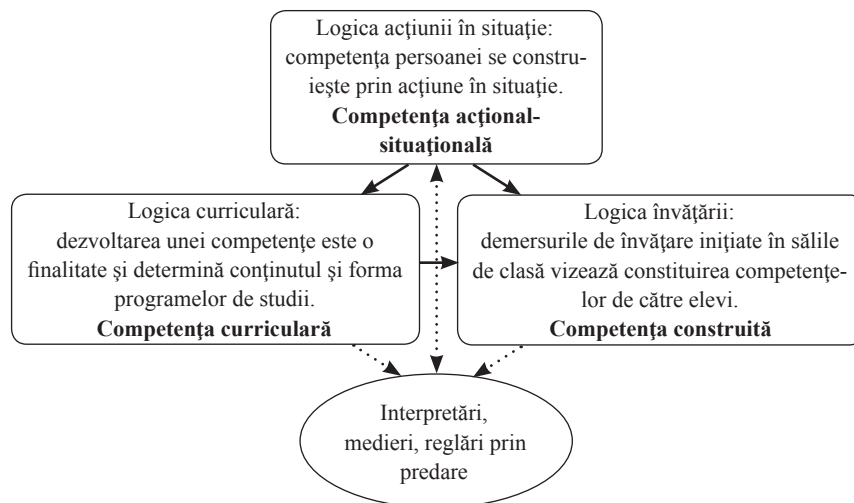 Logica acţiunii în situaţie:
competenţa persoanei se constru-
ieşte prin acţiune în situaţie.
Competenţa acţional-
situaţională
Logica curriculară:
dezvoltarea unei competenţe este o
finalitate şi determină conţinutul şi forma
programelor de studii.
Competenţa curriculară
Logica învăţării:
demersurile de învăţare iniţiate în sălile
de clasă vizează constituirea competenţe-
lor de către elevi.
Competenţa construită
Interpretări,
medieri, reglări prin
predare